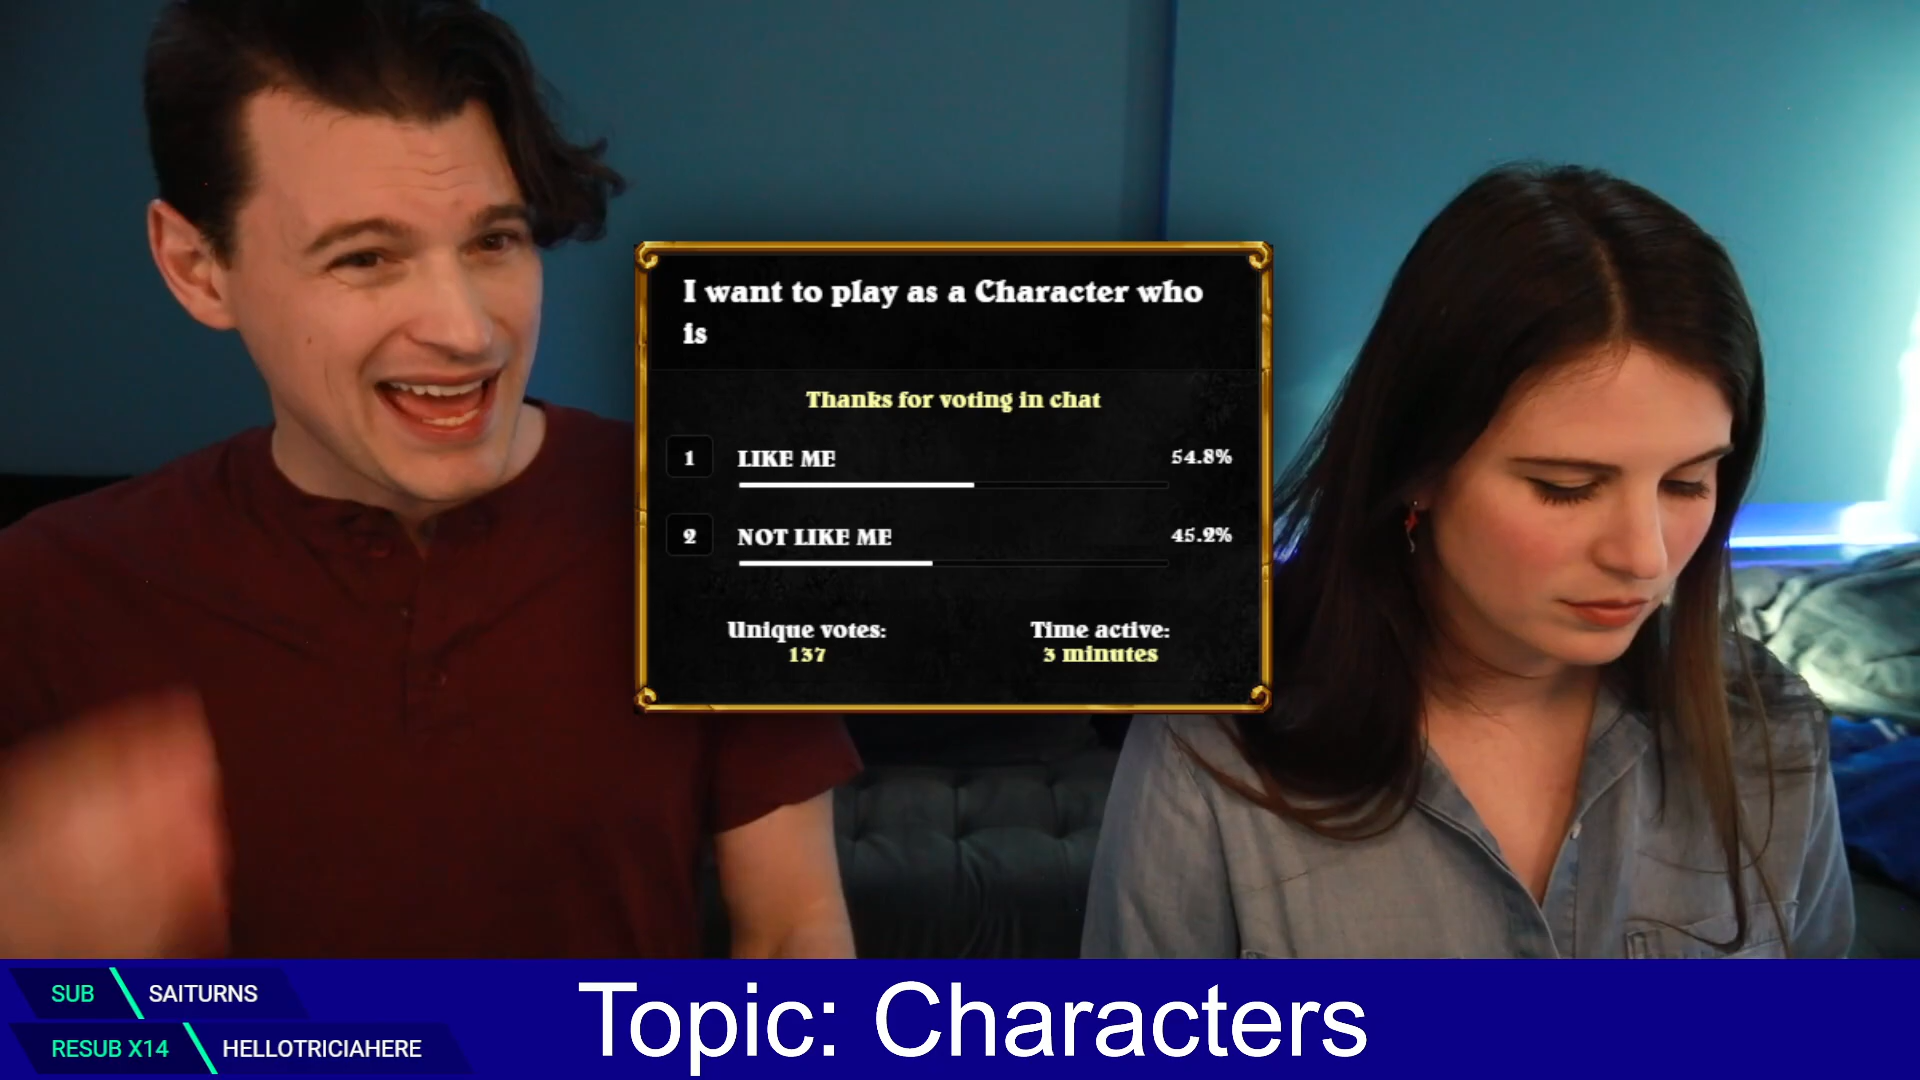 I want to play as a Character who
is
Thanks for voting in chat
1 LIKE ME 54.8%
2 NOT LIKE ME 45.2%
Unique votes: Time active:
137 3 minutes
SUB SAITURNS
RESUB X14 HELLOTRICIAHERE
Topic: Characters